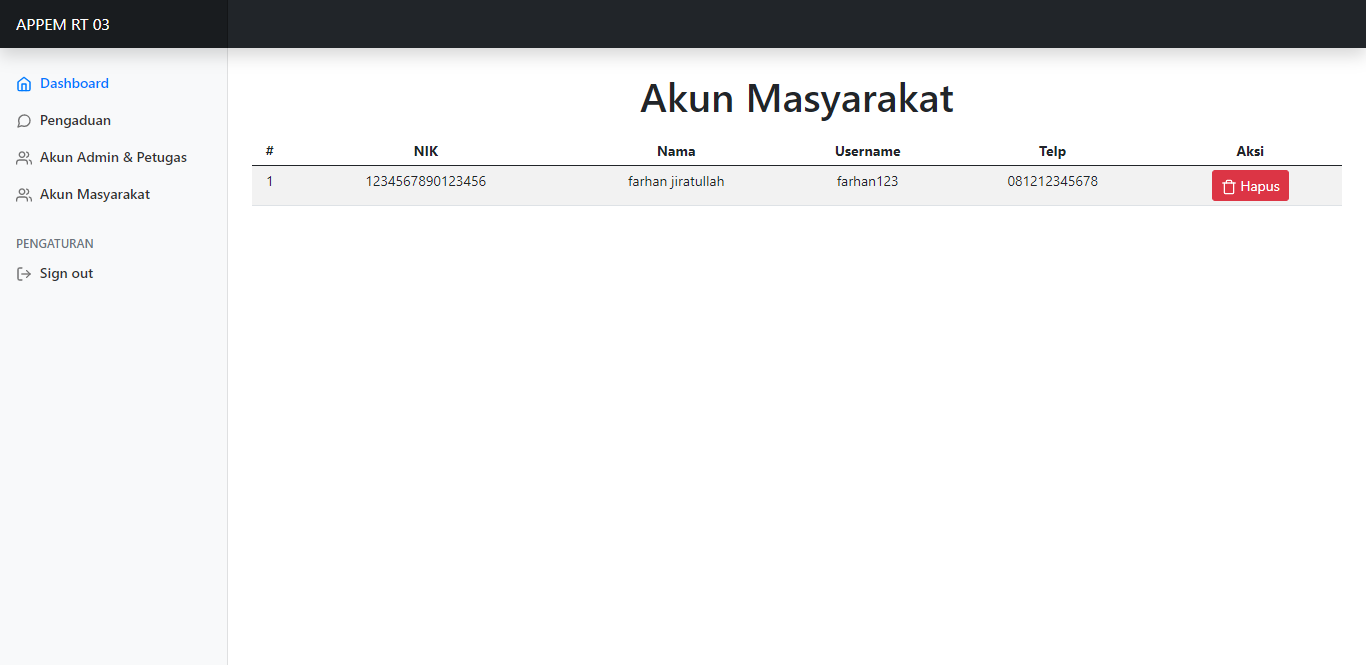 APPEM RT 03
Dashboard
Pengaduan
Akun Admin & Petugas
Akun Masyarakat
PENGATURAN
Sign out
Akun Masyarakat
# NIK Nama Username Telp Aksi
1 1234567890123456 farhan jiratullah farhan123 081212345678 Hapus